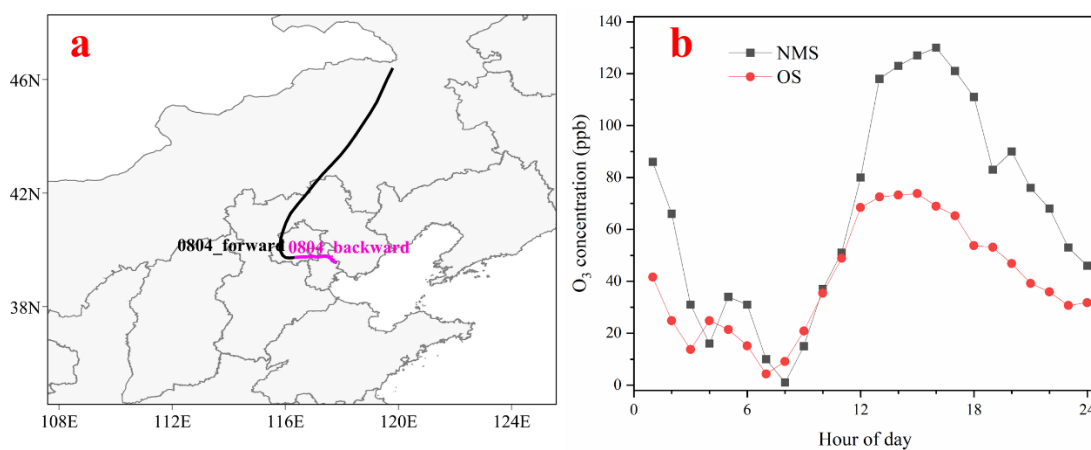 a
46N
42N
38N
0804_forward
0804_backward
108E
112E
116E
120E
124E
b
NMS
OS
O3 concentration (ppb)
140
120
100
80
60
40
20
0
0
6
12
18
24
Hour of day